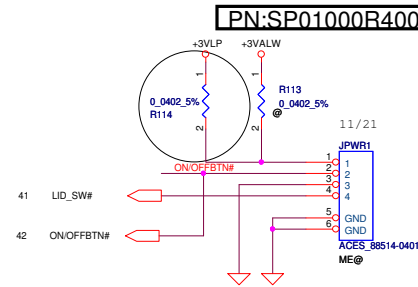 PN:SP01000R400
+3VLP +3VALW
1 1
0_0402_5% R113
R114 0_0402_5%
@
2 2
11/21
JPWR1
ON/OFFBTN#
1 1
2 2
3 3
4 4
41 LID_SW#
5 GND
6 GND
42 ON/OFFBTN#
ACES_88514-0401
ME@